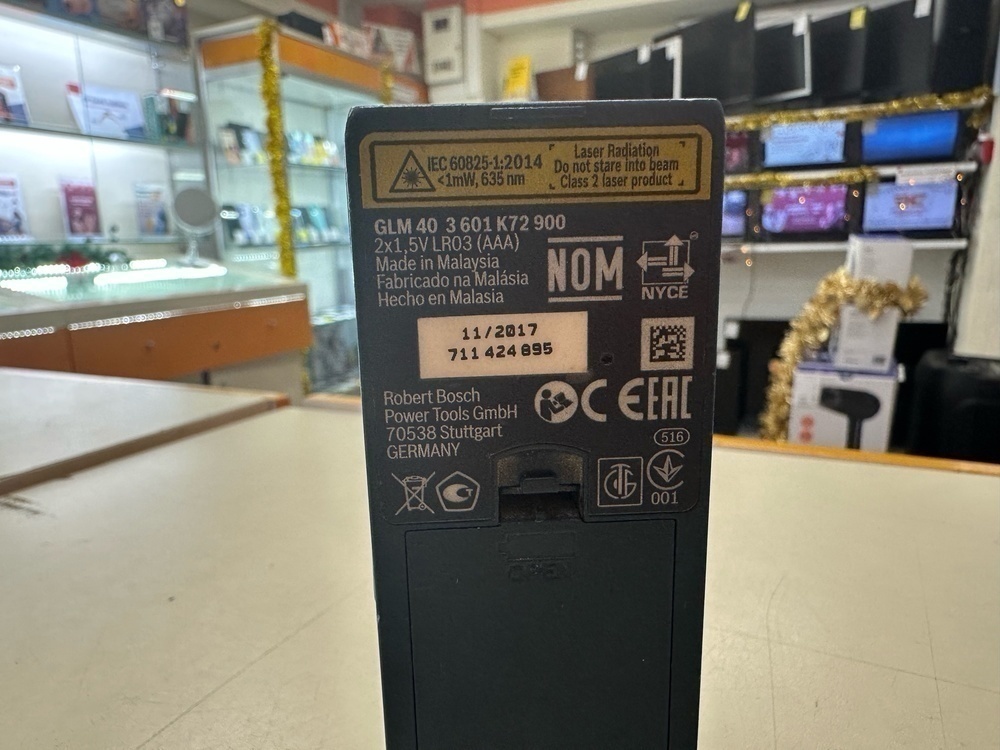 IEC 60825-1:2014
<1mW, 635 nm
Laser Radiation
Do not stare into beam
Class 2 laser product
GLM 40 3 601 K72 900
2x1,5V LR03 (AAA)
Made in Malaysia
Fabricado na Malásia
Hecho en Malasia
NOM
NYCE
11/2017
711 424 895
Robert Bosch
Power Tools GmbH
70538 Stuttgart
GERMANY
CE EAC
516
001
OPEN